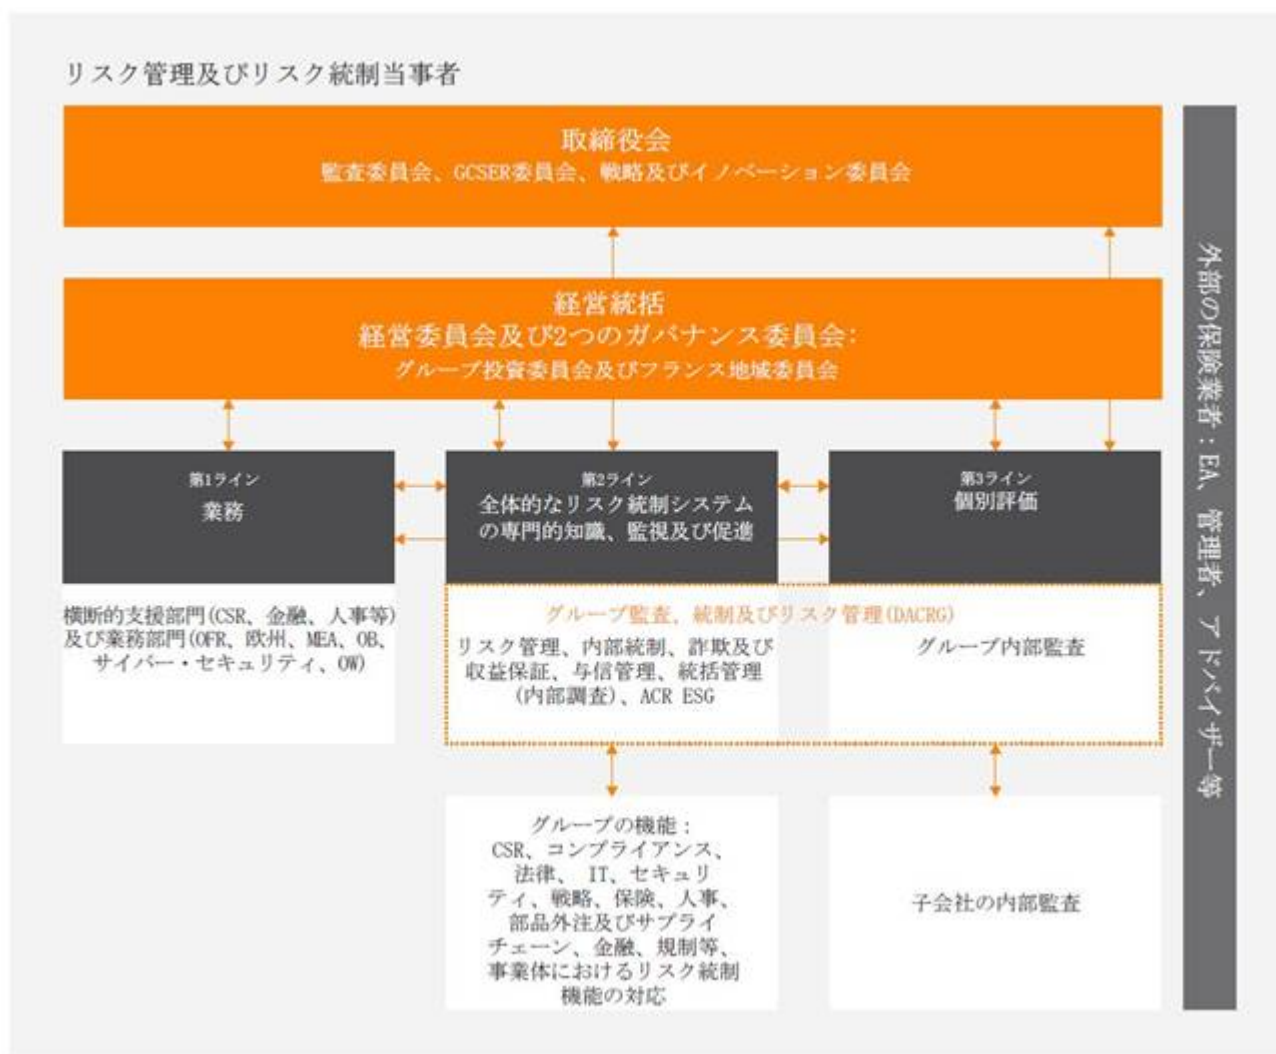 リスク管理及びリスク統制当事者
取締役会
監査委員会、GCSER委員会、戦略及びイノベーション委員会
経営統括
経営委員会及び2つのガバナンス委員会:
グループ投資委員会及びフランス地域委員会
第1ライン
業務
横断的支援部門(CSR、金融、人事等)
及び業務部門(OFR、欧州、MEA、OB、
サイバー・セキュリティ、OW)
第2ライン
全体的なリスク統制システム
の専門的知識、監視及び促進
第3ライン
個別評価
グループ監査、統制及びリスク管理(DACRG)
リスク管理、内部統制、詐欺及び
収益保証、与信管理、統括管理
(内部調査)、ACR ESG
グループ内部監査
グループの機能：
CSR、コンプライアンス、
法律、 IT、セキュリ
ティ、戦略、保険、人事、
部品外注及びサプライ
チェーン、金融、規制等、
事業体におけるリスク統制
機能の対応
子会社の内部監査
外部の保険業者：EA、管理者、アドバイザー等